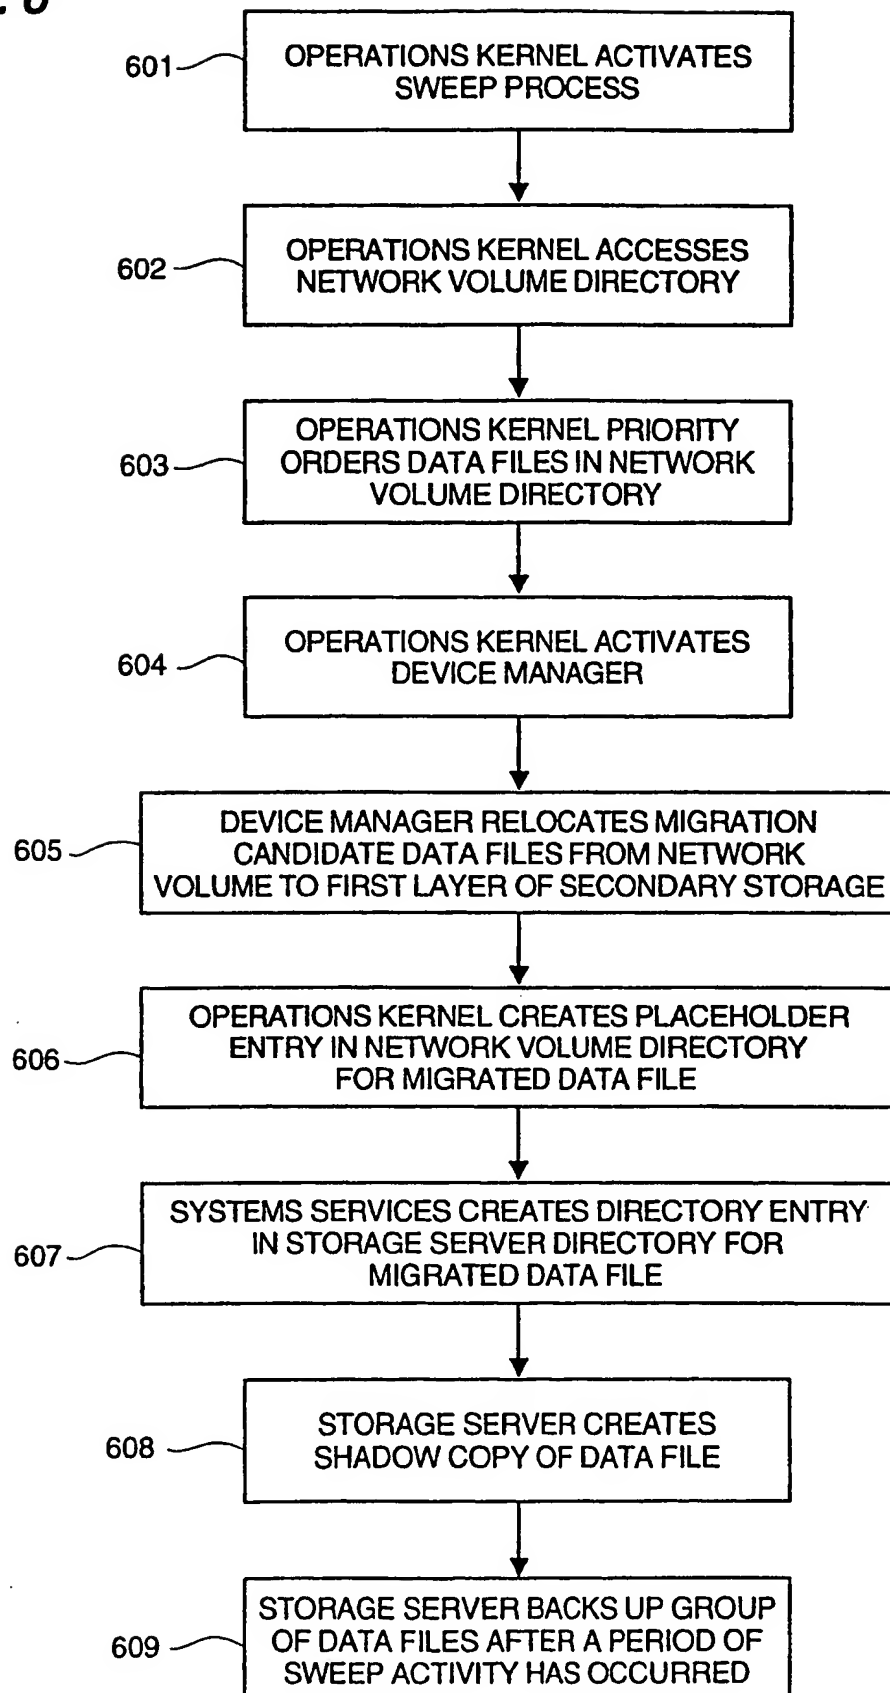 . 6
601
OPERATIONS KERNEL ACTIVATES
SWEEP PROCESS
602
OPERATIONS KERNEL ACCESSES
NETWORK VOLUME DIRECTORY
603
OPERATIONS KERNEL PRIORITY
ORDERS DATA FILES IN NETWORK
VOLUME DIRECTORY
604
OPERATIONS KERNEL ACTIVATES
DEVICE MANAGER
605
DEVICE MANAGER RELOCATES MIGRATION
CANDIDATE DATA FILES FROM NETWORK
VOLUME TO FIRST LAYER OF SECONDARY STORAGE
606
OPERATIONS KERNEL CREATES PLACEHOLDER
ENTRY IN NETWORK VOLUME DIRECTORY
FOR MIGRATED DATA FILE
607
SYSTEMS SERVICES CREATES DIRECTORY ENTRY
IN STORAGE SERVER DIRECTORY FOR
MIGRATED DATA FILE
608
STORAGE SERVER CREATES
SHADOW COPY OF DATA FILE
609
STORAGE SERVER BACKS UP GROUP
OF DATA FILES AFTER A PERIOD OF
SWEEP ACTIVITY HAS OCCURRED